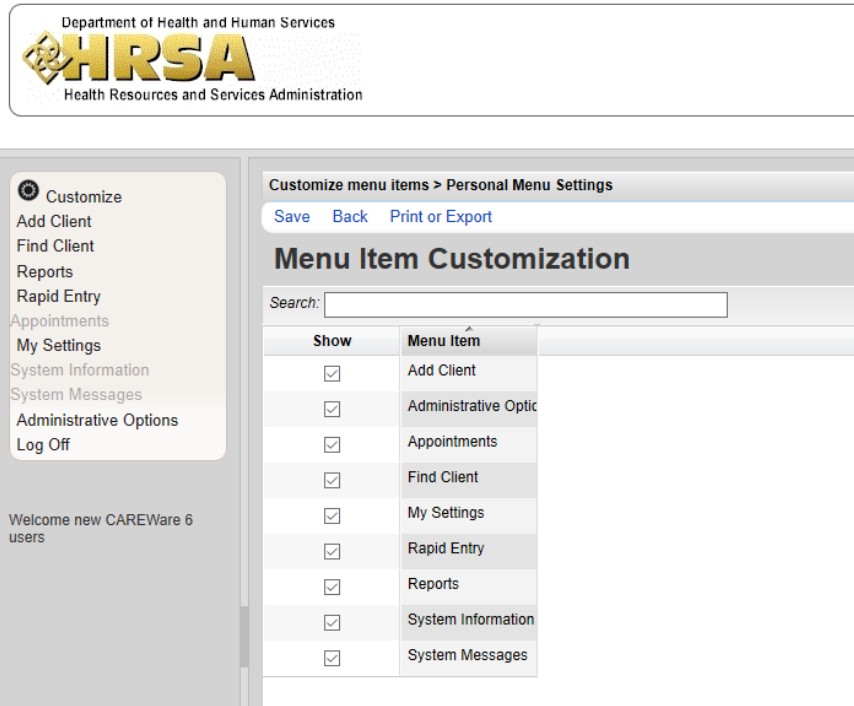 Department of Health and Human Services
HRSA
Health Resources and Services Administration
Customize
Add Client
Find Client
Reports
Rapid Entry
Appointments
My Settings
System Information
System Messages
Administrative Options
Log Off
Welcome new CAREWare 6
users
Customize menu items > Personal Menu Settings
Save Back Print or Export
Menu Item Customization
Search:
Show Menu Item
Add Client
Administrative Optic
Appointments
Find Client
My Settings
Rapid Entry
Reports
System Information
System Messages